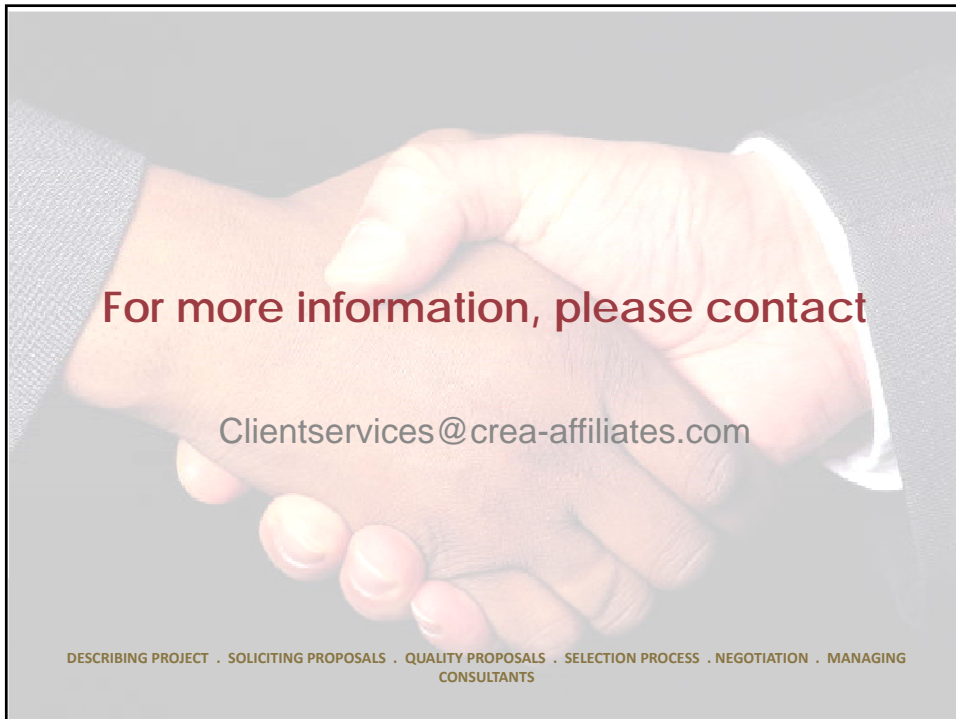 For more information, please contact
Clientservices@crea-affiliates.com
DESCRIBING PROJECT . SOLICITING PROPOSALS . QUALITY PROPOSALS . SELECTION PROCESS . NEGOTIATION . MANAGING
CONSULTANTS